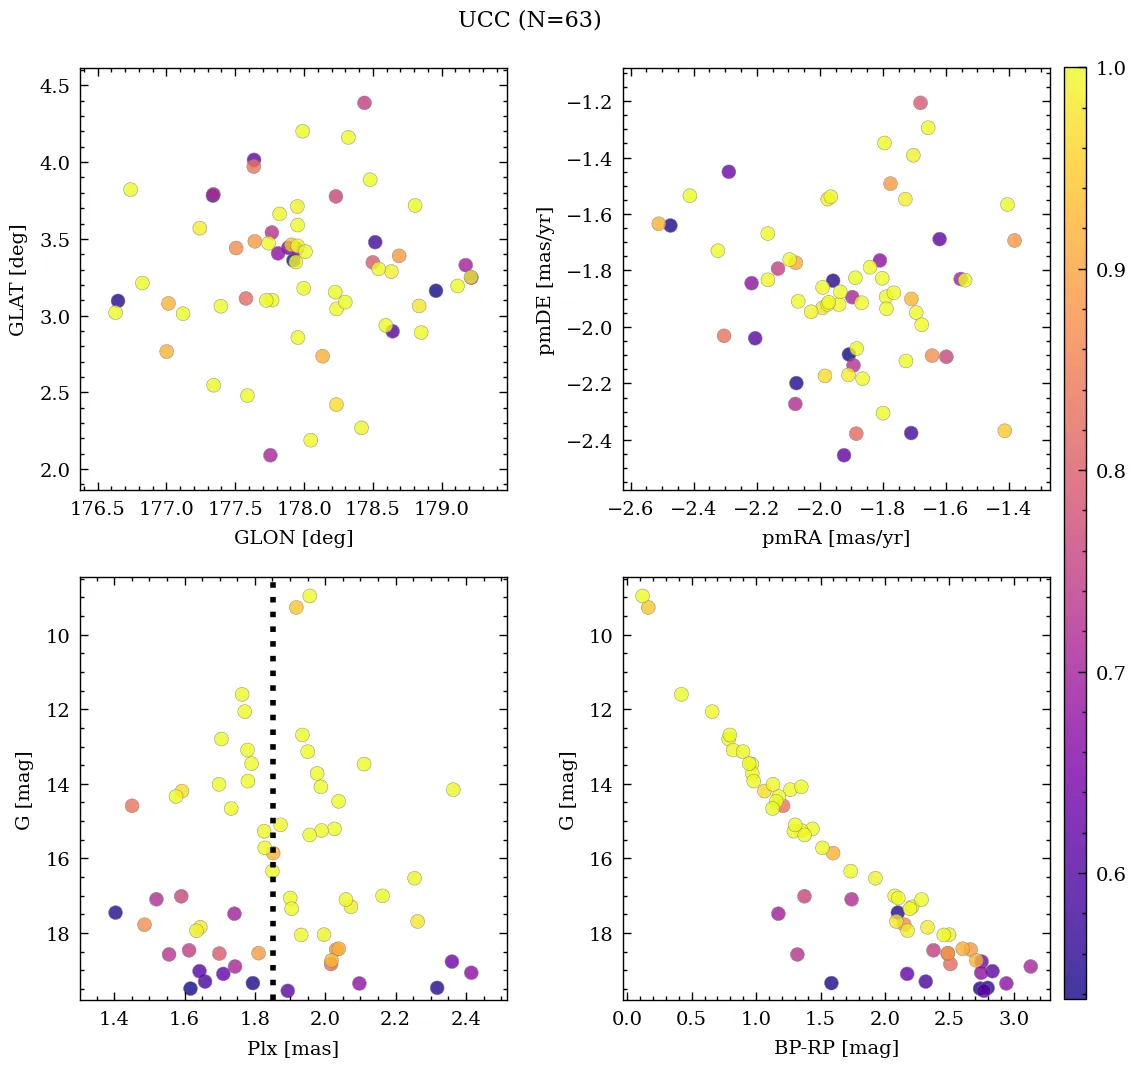 UCC (N=63)
4.5
4.0
3.5
3.0
2.5
2.0
GLAT [deg]
176.5 177.0 177.5 178.0 178.5 179.0
GLON [deg]
−1.2
−1.4
−1.6
−1.8
−2.0
−2.2
−2.4
pmDE [mas/yr]
−2.6 −2.4 −2.2 −2.0 −1.8 −1.6 −1.4
pmRA [mas/yr]
10
12
14
16
18
G [mag]
1.4 1.6 1.8 2.0 2.2 2.4
Plx [mas]
10
12
14
16
18
G [mag]
0.0 0.5 1.0 1.5 2.0 2.5 3.0
BP-RP [mag]
1.0
0.9
0.8
0.7
0.6